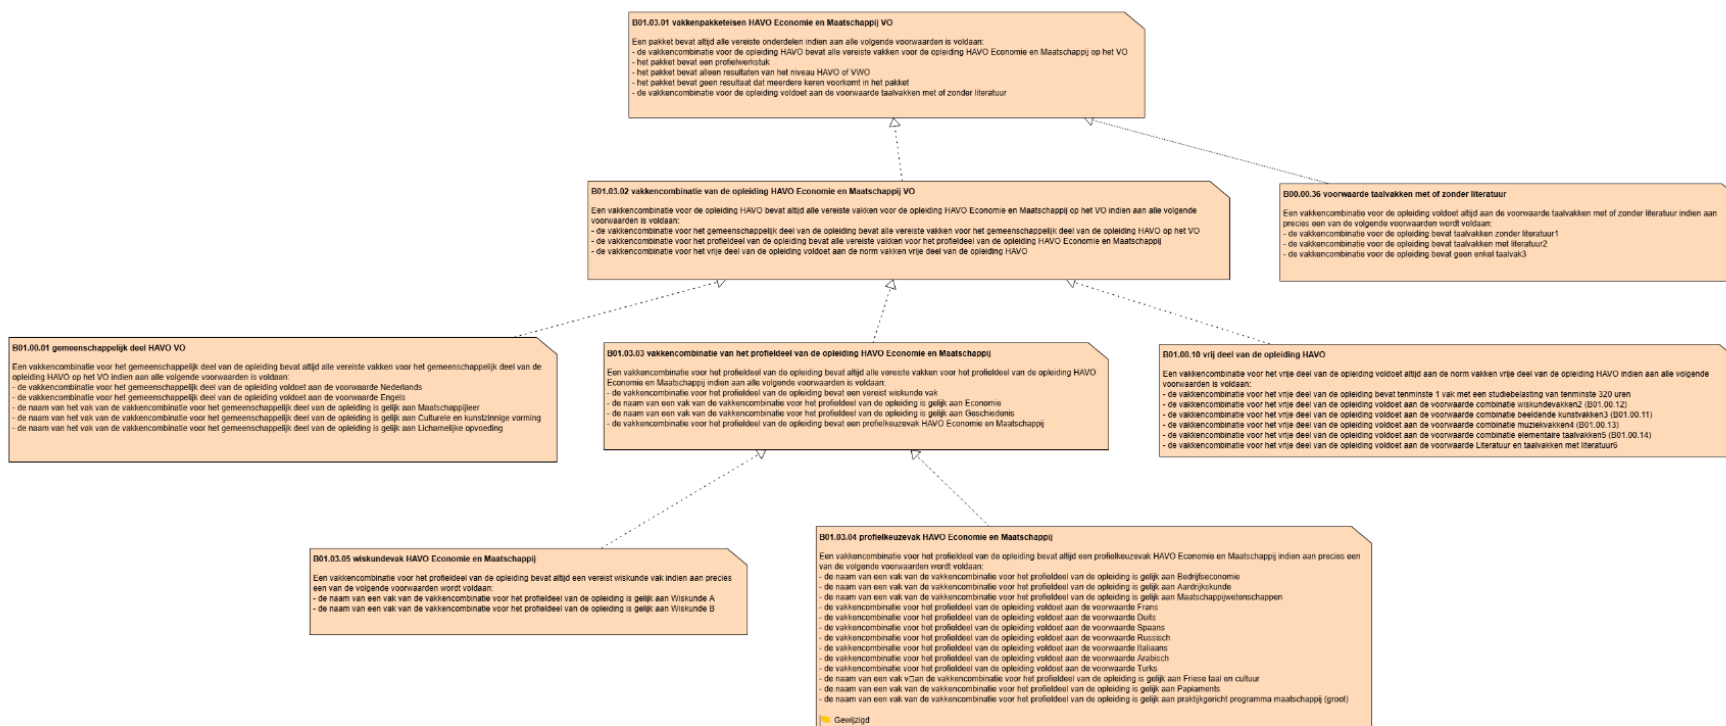 B01.03.01 vakkenpakketeisen HAVO Economie en Maatschappij VO
Een pakket bevat altijd alle vereiste onderdelen indien aan alle volgende voorwaarden is voldaan:
- de vakkencombinatie voor de opleiding HAVO bevat alle vereiste vakken voor de opleiding HAVO Economie en Maatschappij op het VO
- het pakket bevat een profielwerkstuk
- het pakket bevat alleen resultaten van het niveau HAVO of VWO
- het pakket bevat geen resultaat dat meerdere keren voorkomt in het pakket
- de vakkencombinatie voor de opleiding voldoet aan de voorwaarde taalvakken met of zonder literatuur
B01.03.02 vakkencombinatie van de opleiding HAVO Economie en Maatschappij VO
Een vakkencombinatie voor de opleiding HAVO bevat altijd alle vereiste vakken voor de opleiding HAVO Economie en Maatschappij op het VO indien aan alle volgende
voorwaarden is voldaan:
- de vakkencombinatie voor het gemeenschappelijk deel van de opleiding bevat alle vereiste vakken voor het gemeenschappelijk deel van de opleiding HAVO op het VO
- de vakkencombinatie voor het profieldeel van de opleiding bevat alle vereiste vakken voor het profieldeel van de opleiding HAVO Economie en Maatschappij
- de vakkencombinatie voor het vrije deel van de opleiding voldoet aan de norm vakken vrije deel van de opleiding HAVO
B00.00.36 voorwaarde taalvakken met of zonder literatuur
Een vakkencombinatie voor de opleiding voldoet altijd aan de voorwaarde taalvakken met of zonder literatuur indien aan
precies een van de volgende voorwaarden wordt voldaan:
- de vakkencombinatie voor de opleiding bevat taalvakken zonder literatuur1
- de vakkencombinatie voor de opleiding bevat taalvakken met literatuur2
- de vakkencombinatie voor de opleiding bevat geen enkel taalvak3
B01.00.01 gemeenschappelijk deel HAVO VO
Een vakkencombinatie voor het gemeenschappelijk deel van de opleiding bevat altijd alle vereiste vakken voor het gemeenschappelijk deel van de
opleiding HAVO op het VO indien aan alle volgende voorwaarden is voldaan:
- de vakkencombinatie voor het gemeenschappelijk deel van de opleiding voldoet aan de voorwaarde Nederlands
- de vakkencombinatie voor het gemeenschappelijk deel van de opleiding voldoet aan de voorwaarde Engels
- de naam van het vak van de vakkencombinatie voor het gemeenschappelijk deel van de opleiding is gelijk aan Maatschappijleer
- de naam van het vak van de vakkencombinatie voor het gemeenschappelijk deel van de opleiding is gelijk aan Culturele en kunstzinnige vorming
- de naam van het vak van de vakkencombinatie voor het gemeenschappelijk deel van de opleiding is gelijk aan Lichamelijke opvoeding
B01.03.03 vakkencombinatie van het profieldeel van de opleiding HAVO Economie en Maatschappij
Een vakkencombinatie voor het profieldeel van de opleiding bevat altijd alle vereiste vakken voor het profieldeel van de opleiding HAVO
Economie en Maatschappij indien aan alle volgende voorwaarden is voldaan:
- de vakkencombinatie voor het profieldeel van de opleiding bevat een vereist wiskunde vak
- de naam van een vak van de vakkencombinatie voor het profieldeel van de opleiding is gelijk aan Economie
- de naam van een vak van de vakkencombinatie voor het profieldeel van de opleiding is gelijk aan Geschiedenis
- de vakkencombinatie voor het profieldeel van de opleiding bevat een profielkeuzevak HAVO Economie en Maatschappij
B01.00.10 vrij deel van de opleiding HAVO
Een vakkencombinatie voor het vrije deel van de opleiding voldoet altijd aan de norm vakken vrije deel van de opleiding HAVO indien aan alle volgende
voorwaarden is voldaan:
- de vakkencombinatie voor het vrije deel van de opleiding bevat tenminste 1 vak met een studiebelasting van tenminste 320 uren
- de vakkencombinatie voor het vrije deel van de opleiding voldoet aan de voorwaarde combinatie wiskundevakken2 (B01.00.12)
- de vakkencombinatie voor het vrije deel van de opleiding voldoet aan de voorwaarde combinatie beeldende kunstvakken3 (B01.00.11)
- de vakkencombinatie voor het vrije deel van de opleiding voldoet aan de voorwaarde combinatie muziekvakken4 (B01.00.13)
- de vakkencombinatie voor het vrije deel van de opleiding voldoet aan de voorwaarde combinatie elementaire taalvakken5 (B01.00.14)
- de vakkencombinatie voor het vrije deel van de opleiding voldoet aan de voorwaarde Literatuur en taalvakken met literatuur6
B01.03.05 wiskundevak HAVO Economie en Maatschappij
Een vakkencombinatie voor het profieldeel van de opleiding bevat altijd een vereist wiskunde vak indien aan precies
een van de volgende voorwaarden wordt voldaan:
- de naam van een vak van de vakkencombinatie voor het profieldeel van de opleiding is gelijk aan Wiskunde A
- de naam van een vak van de vakkencombinatie voor het profieldeel van de opleiding is gelijk aan Wiskunde B
B01.03.04 profielkeuzevak HAVO Economie en Maatschappij
Een vakkencombinatie voor het profieldeel van de opleiding bevat altijd een profielkeuzevak HAVO Economie en Maatschappij indien aan precies een
van de volgende voorwaarden wordt voldaan:
- de naam van een vak van de vakkencombinatie voor het profieldeel van de opleiding is gelijk aan Bedrijfseconomie
- de naam van een vak van de vakkencombinatie voor het profieldeel van de opleiding is gelijk aan Aardrijkskunde
- de naam van een vak van de vakkencombinatie voor het profieldeel van de opleiding is gelijk aan Maatschappijwetenschappen
- de vakkencombinatie voor het profieldeel van de opleiding voldoet aan de voorwaarde Frans
- de vakkencombinatie voor het profieldeel van de opleiding voldoet aan de voorwaarde Duits
- de vakkencombinatie voor het profieldeel van de opleiding voldoet aan de voorwaarde Spaans
- de vakkencombinatie voor het profieldeel van de opleiding voldoet aan de voorwaarde Russisch
- de vakkencombinatie voor het profieldeel van de opleiding voldoet aan de voorwaarde Italiaans
- de vakkencombinatie voor het profieldeel van de opleiding voldoet aan de voorwaarde Arabisch
- de vakkencombinatie voor het profieldeel van de opleiding voldoet aan de voorwaarde Turks
- de naam van een vak v□an de vakkencombinatie voor het profieldeel van de opleiding is gelijk aan Friese taal en cultuur
- de naam van een vak van de vakkencombinatie voor het profieldeel van de opleiding is gelijk aan Papiaments
- de naam van een vak van de vakkencombinatie voor het profieldeel van de opleiding is gelijk aan praktijkgericht programma maatschappij (groot)
Gewijzigd